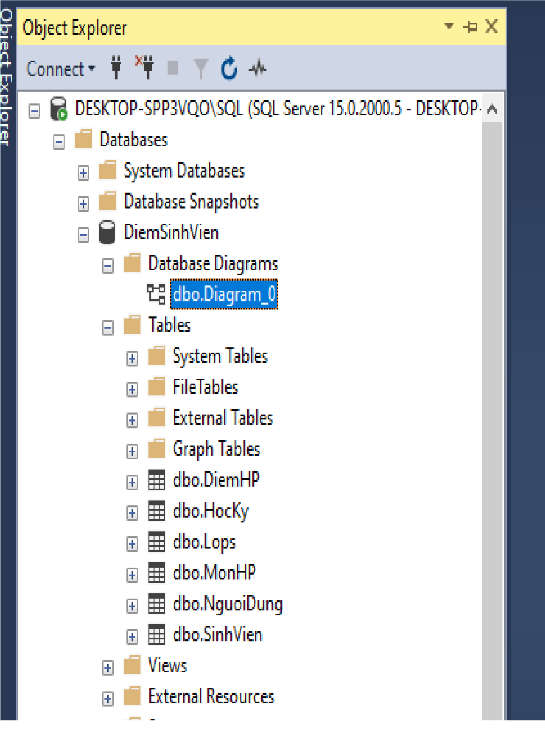 Object Explorer
Object Explorer
Connect
DESKTOP-SPP3VQO\SQL (SQL Server 15.0.2000.5 - DESKTOP-
Databases
System Databases
Database Snapshots
DiemSinhVien
Database Diagrams
dbo.Diagram_0
Tables
System Tables
FileTables
External Tables
Graph Tables
dbo.DiemHP
dbo.HocKy
dbo.Lops
dbo.MonHP
dbo.NguoiDung
dbo.SinhVien
Views
External Resources